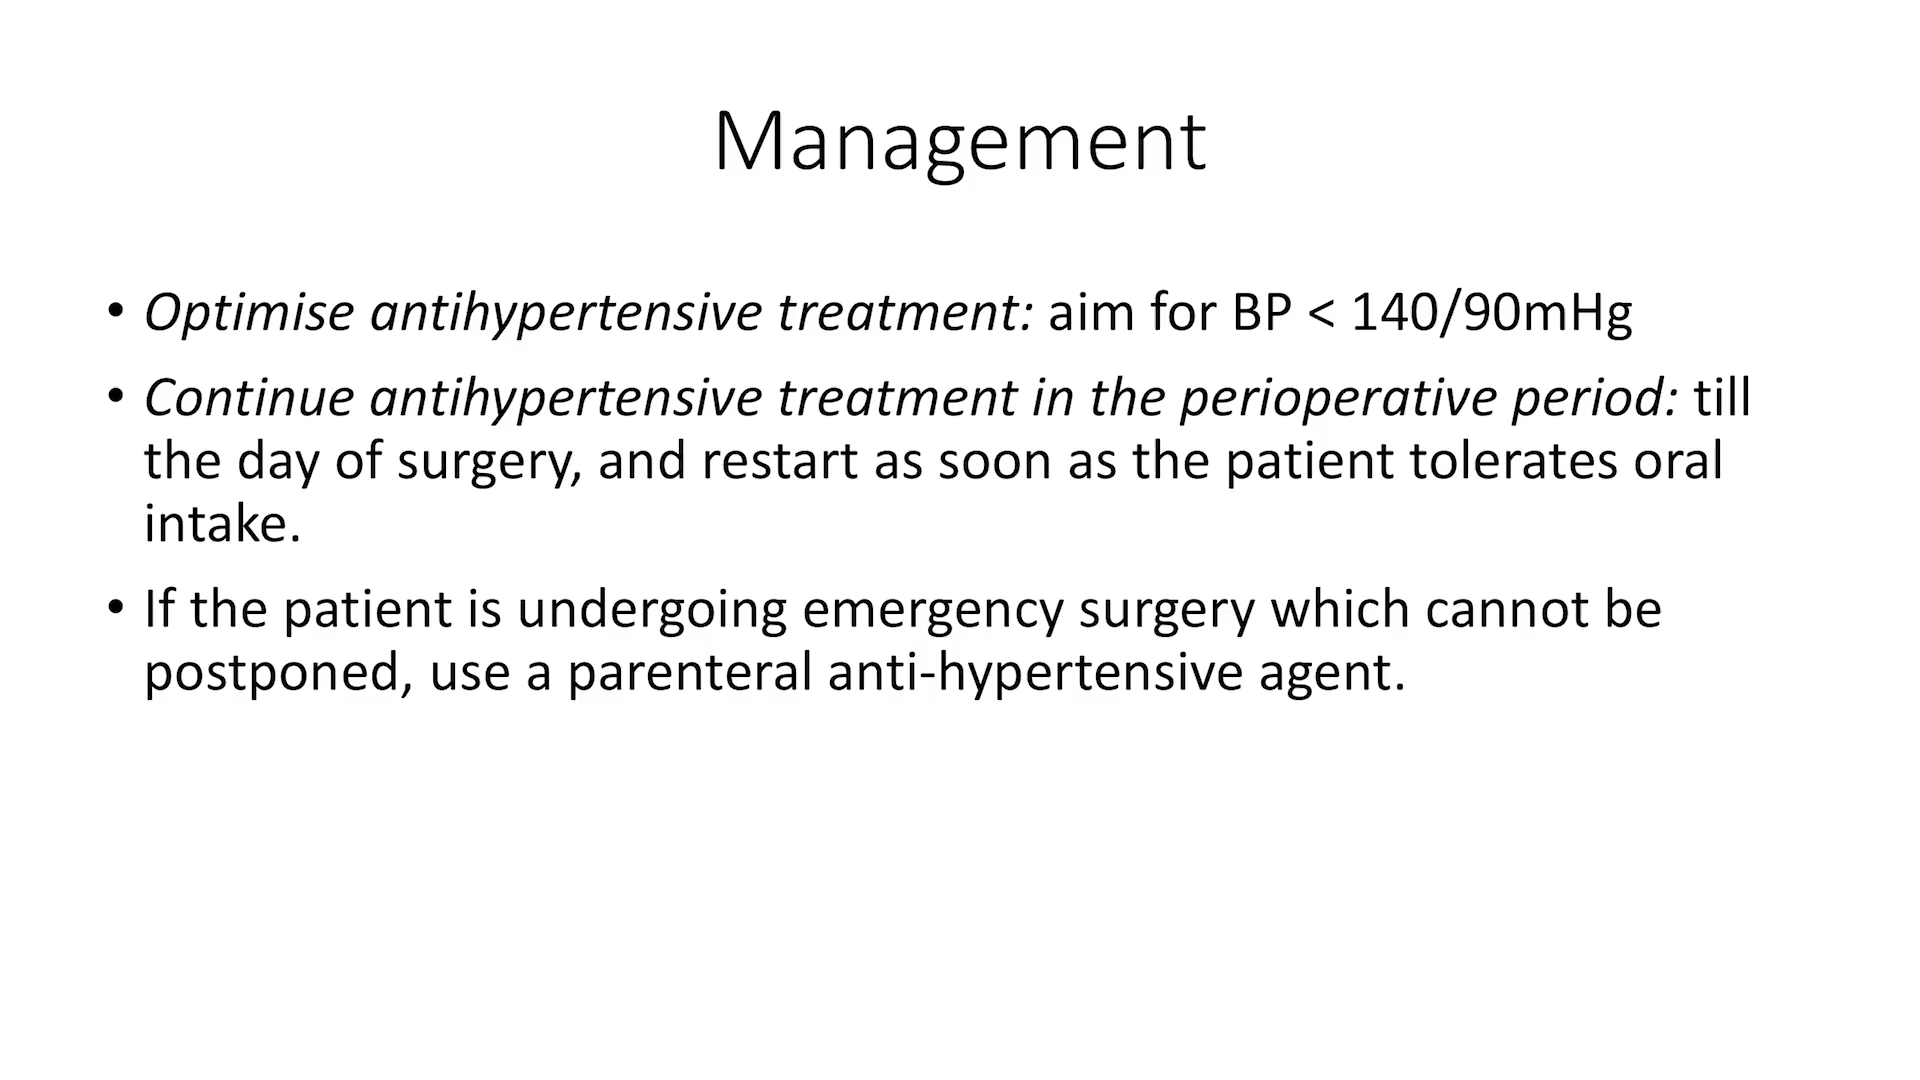 Management
• Optimise antihypertensive treatment: aim for BP < 140/90mHg
• Continue antihypertensive treatment in the perioperative period: till
the day of surgery, and restart as soon as the patient tolerates oral
intake.
• If the patient is undergoing emergency surgery which cannot be
postponed, use a parenteral anti-hypertensive agent.